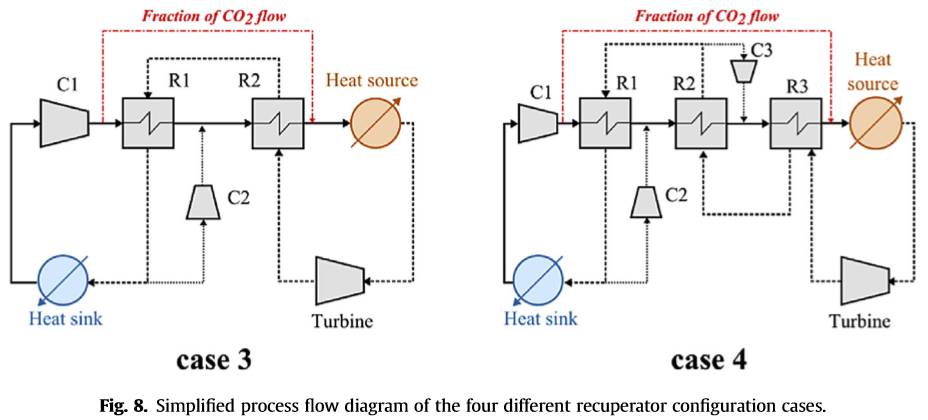 Fraction of CO2 flow
C1
R1
R2
Heat source
C2
Heat sink
Turbine
case 3
Fraction of CO2 flow
C1
R1
R2
C3
R3
Heat
source
C2
Heat sink
Turbine
case 4
Fig. 8. Simplified process flow diagram of the four different recuperator configuration cases.